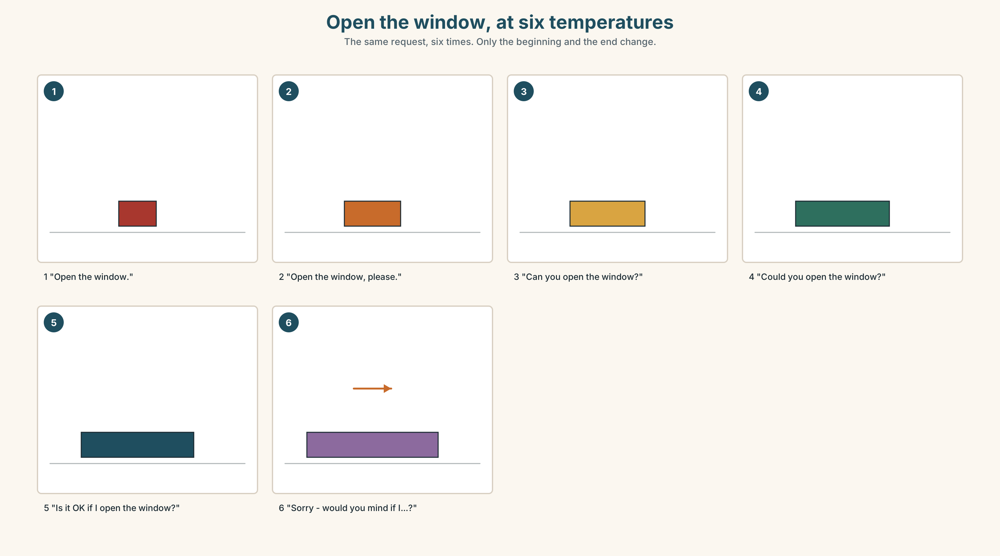 Open the window, at six temperatures
The same request, six times. Only the beginning and the end change.
1
2
3
4
1 "Open the window."
2 "Open the window, please."
3 "Can you open the window?"
4 "Could you open the window?"
5
6
5 "Is it OK if I open the window?"
6 "Sorry - would you mind if I...?"